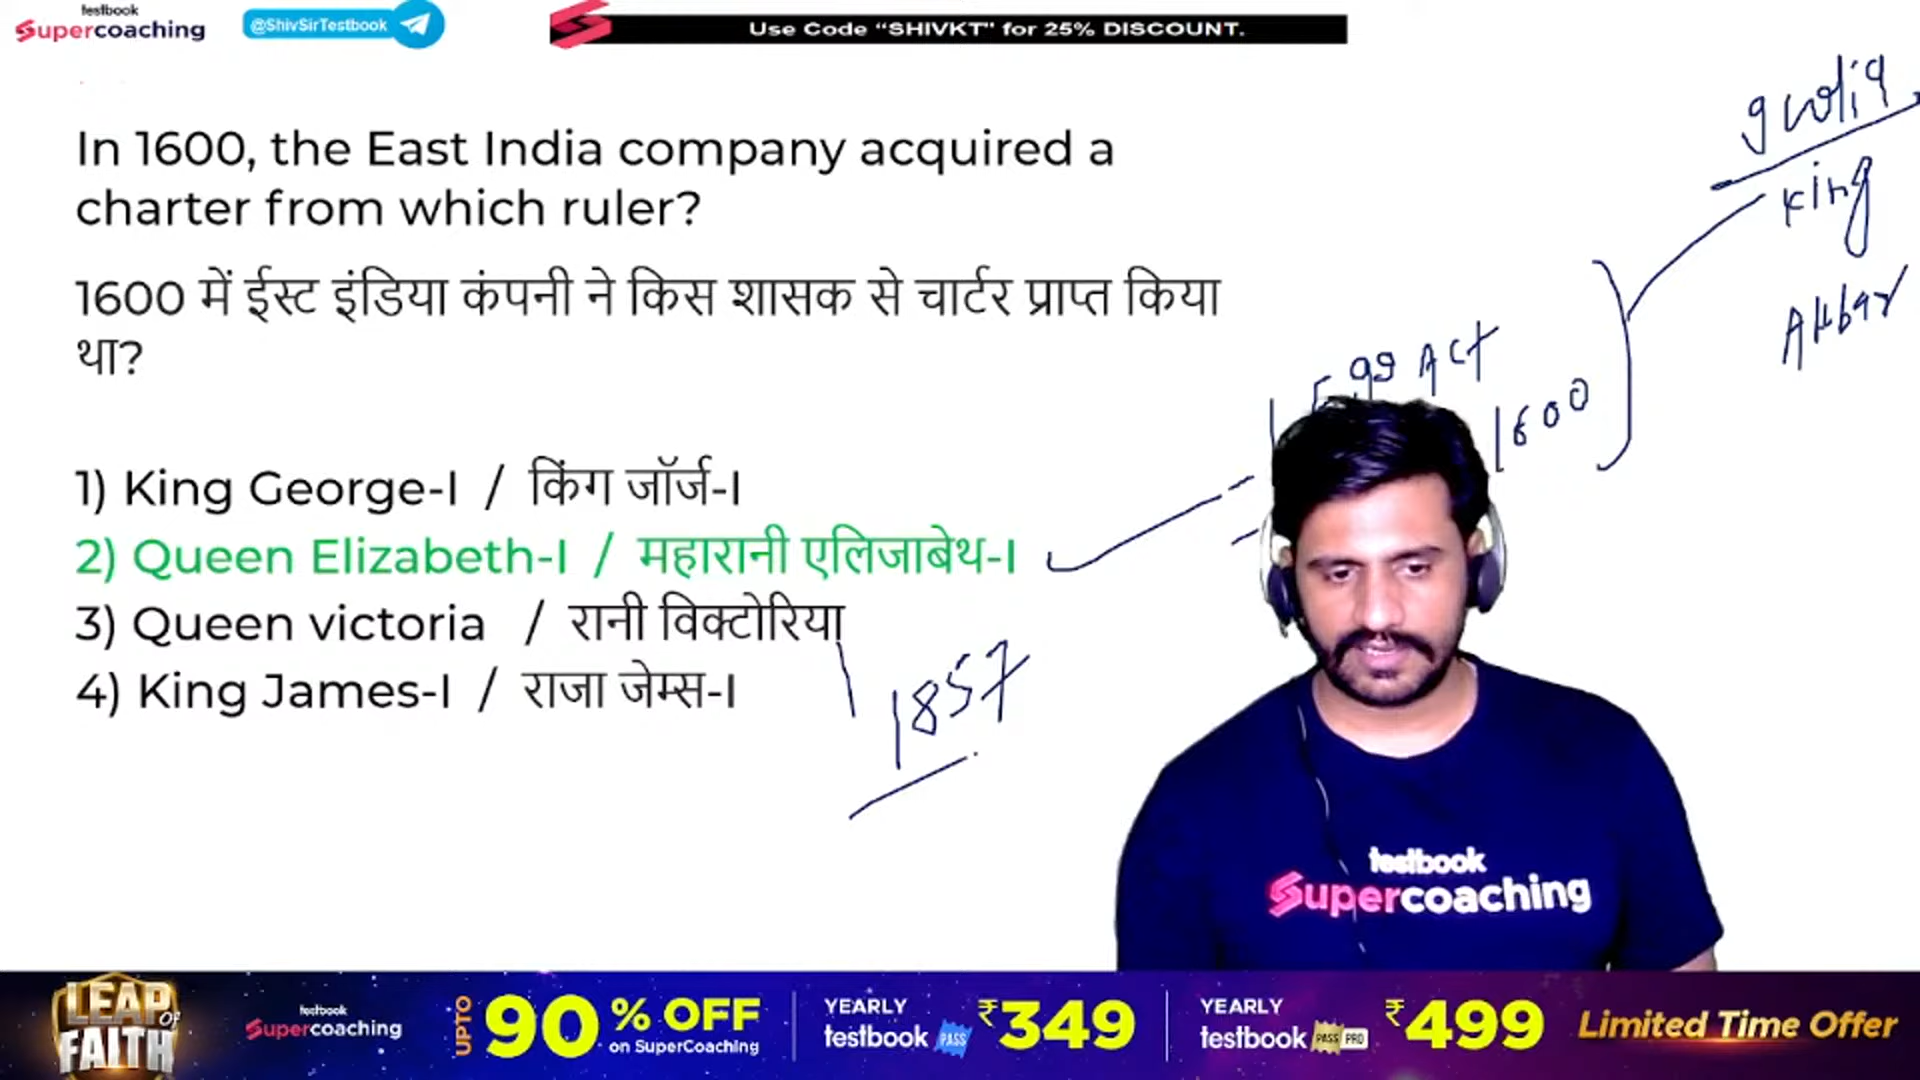 testbook
Supercoaching
@ShivSirTestbook
Use Code “SHIVKT” for 25% DISCOUNT.
In 1600, the East India company acquired a
charter from which ruler?
1600 में ईस्ट इंडिया कंपनी ने किस शासक से चार्टर प्राप्त किया
था?
1) King George-I / किंग जॉर्ज-I
2) Queen Elizabeth-I / महारानी एलिजाबेथ-I
3) Queen victoria / रानी विक्टोरिया
4) King James-I / राजा जेम्स-I
1857
99 Act
1600
King
Akbar
testbook
Supercoaching
LEAP OF FAITH
testbook
Supercoaching
UPTO 90% OFF
on SuperCoaching
YEARLY
testbook PASS
₹349
YEARLY
testbook PASS PRO
₹499
Limited Time Offer